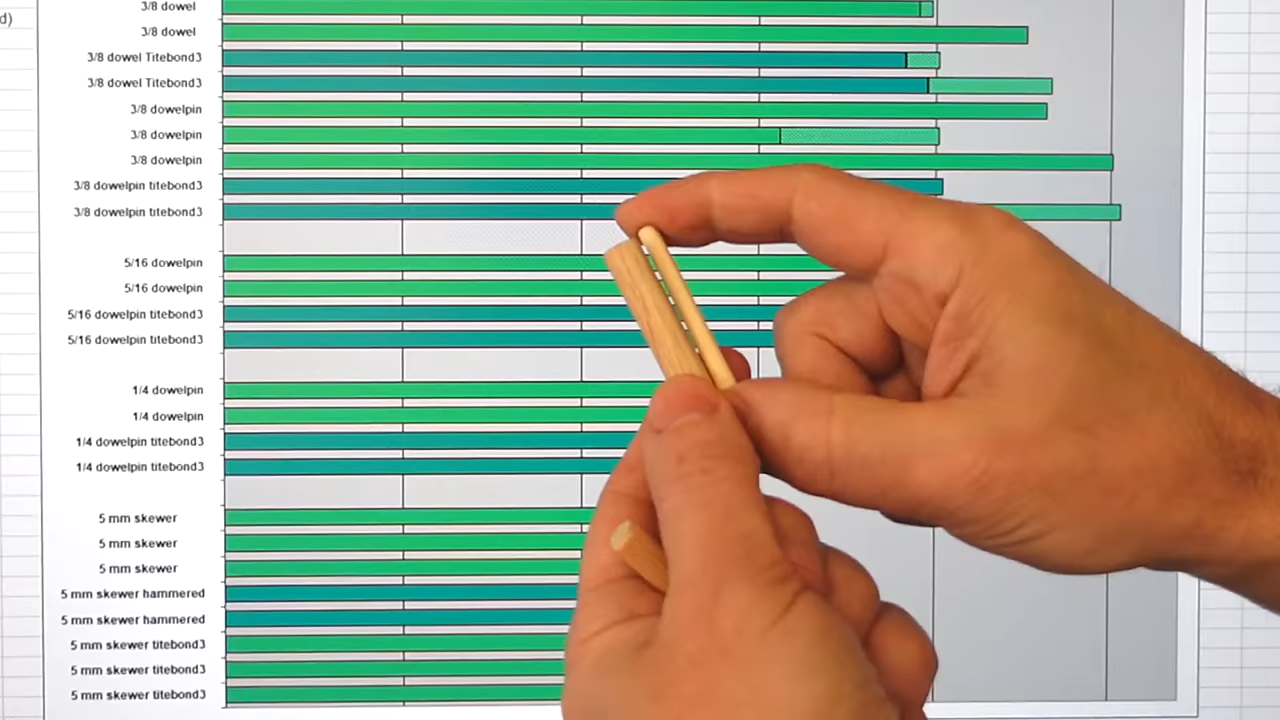 d)
3/8 dowel
3/8 dowel
3/8 dowel Titebond3
3/8 dowel Titebond3
3/8 dowelpin
3/8 dowelpin
3/8 dowelpin
3/8 dowelpin titebond3
3/8 dowelpin titebond3
5/16 dowelpin
5/16 dowelpin
5/16 dowelpin titebond3
5/16 dowelpin titebond3
1/4 dowelpin
1/4 dowelpin
1/4 dowelpin titebond3
1/4 dowelpin titebond3
5 mm skewer
5 mm skewer
5 mm skewer
5 mm skewer hammered
5 mm skewer hammered
5 mm skewer titebond3
5 mm skewer titebond3
5 mm skewer titebond3